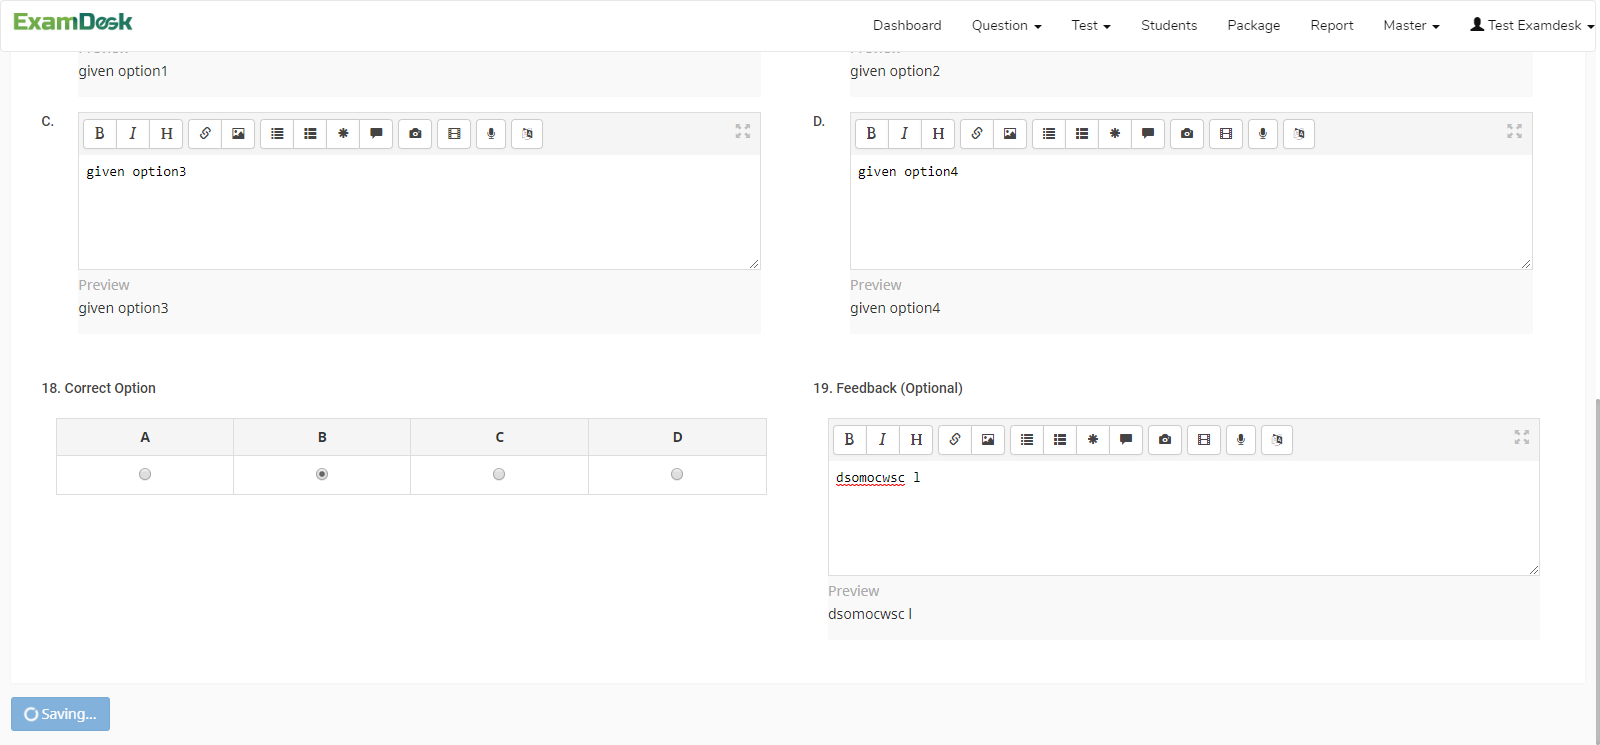 ExamDesk
Dashboard Question Test Students Package Report Master Test Examdesk
given option1 given option2
C. D.
B I H B I H
given option3 given option4
Preview Preview
given option3 given option4
18. Correct Option 19. Feedback (Optional)
A B C D
B I H
dsomocwsc l
Preview
dsomocwsc l
Saving...